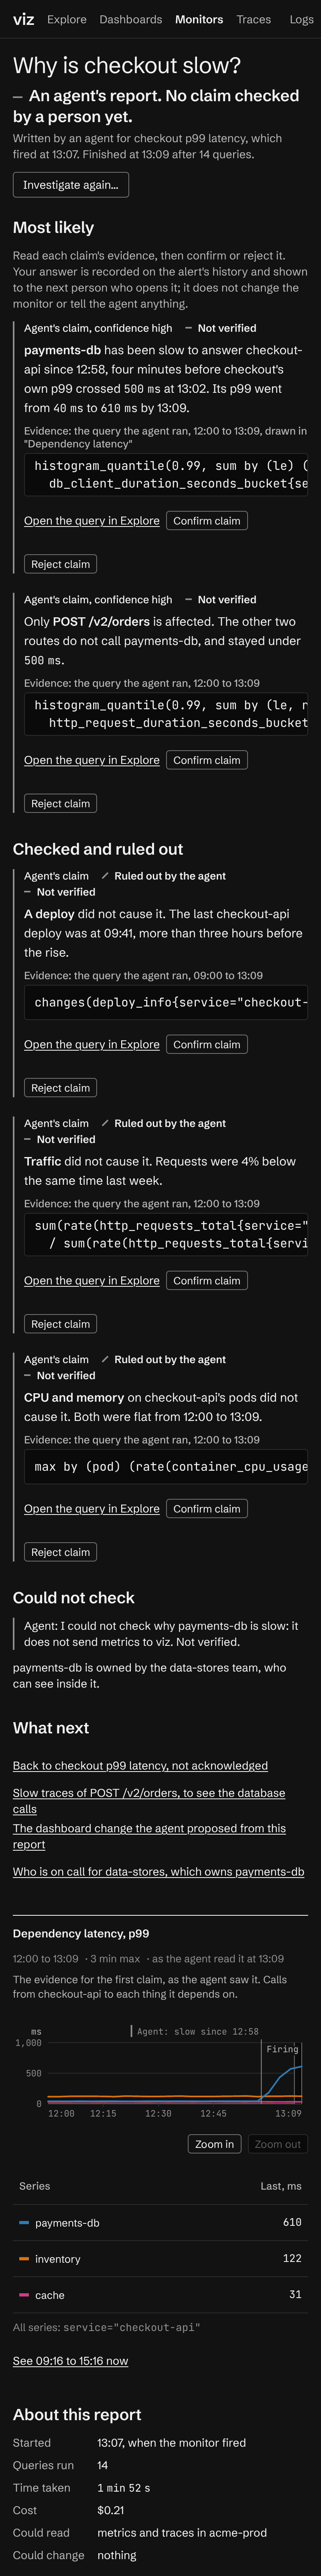 viz Explore Dashboards Monitors Traces Logs
Why is checkout slow?
— An agent's report. No claim checked
by a person yet.
Written by an agent for checkout p99 latency, which
fired at 13:07. Finished at 13:09 after 14 queries.
Investigate again...
Most likely
Read each claim's evidence, then confirm or reject it.
Your answer is recorded on the alert's history and shown
to the next person who opens it; it does not change the
monitor or tell the agent anything.
Agent's claim, confidence high — Not verified
payments-db has been slow to answer checkout-
api since 12:58, four minutes before checkout's
own p99 crossed 500 ms at 13:02. Its p99 went
from 40 ms to 610 ms by 13:09.
Evidence: the query the agent ran, 12:00 to 13:09, drawn in
"Dependency latency"
histogram_quantile(0.99, sum by (le) (
db_client_duration_seconds_bucket{se
Open the query in Explore Confirm claim
Reject claim
Agent's claim, confidence high — Not verified
Only POST /v2/orders is affected. The other two
routes do not call payments-db, and stayed under
500 ms.
Evidence: the query the agent ran, 12:00 to 13:09
histogram_quantile(0.99, sum by (le, r
http_request_duration_seconds_bucket
Open the query in Explore Confirm claim
Reject claim
Checked and ruled out
Agent's claim Ruled out by the agent
— Not verified
A deploy did not cause it. The last checkout-api
deploy was at 09:41, more than three hours before
the rise.
Evidence: the query the agent ran, 09:00 to 13:09
changes(deploy_info{service="checkout-
Open the query in Explore Confirm claim
Reject claim
Agent's claim Ruled out by the agent
— Not verified
Traffic did not cause it. Requests were 4% below
the same time last week.
Evidence: the query the agent ran, 12:00 to 13:09
sum(rate(http_requests_total{service="
/ sum(rate(http_requests_total{servi
Open the query in Explore Confirm claim
Reject claim
Agent's claim Ruled out by the agent
— Not verified
CPU and memory on checkout-api's pods did not
cause it. Both were flat from 12:00 to 13:09.
Evidence: the query the agent ran, 12:00 to 13:09
max by (pod) (rate(container_cpu_usage
Open the query in Explore Confirm claim
Reject claim
Could not check
Agent: I could not check why payments-db is slow: it
does not send metrics to viz. Not verified.
payments-db is owned by the data-stores team, who
can see inside it.
What next
Back to checkout p99 latency, not acknowledged
Slow traces of POST /v2/orders, to see the database
calls
The dashboard change the agent proposed from this
report
Who is on call for data-stores, which owns payments-db
Dependency latency, p99
12:00 to 13:09 · 3 min max · as the agent read it at 13:09
The evidence for the first claim, as the agent saw it. Calls
from checkout-api to each thing it depends on.
ms Agent: slow since 12:58
1,000
Firing
500
0
12:00 12:15 12:30 12:45 13:09
Zoom in Zoom out
Series Last, ms
payments-db 610
inventory 122
cache 31
All series: service="checkout-api"
See 09:16 to 15:16 now
About this report
Started 13:07, when the monitor fired
Queries run 14
Time taken 1 min 52 s
Cost $0.21
Could read metrics and traces in acme-prod
Could change nothing